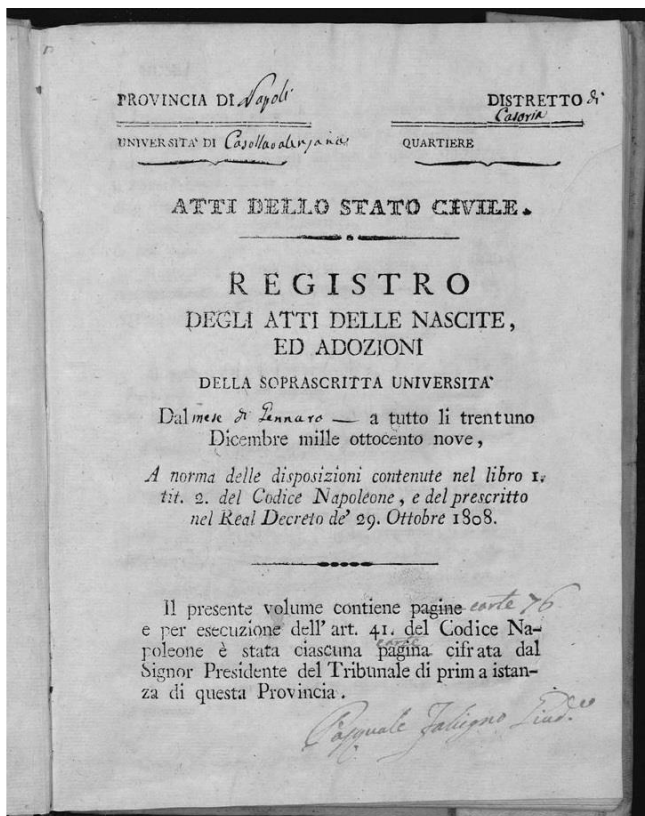 PROVINCIA DI Napoli
DISTRETTO di
Casoria
UNIVERSITA' DI
QUARTIERE
ATTI DELLO STATO CIVILE.
REGISTRO
DEGLI ATTI DELLE NASCITE,
ED ADOZIONI
DELLA SOPRASCRITTA UNIVERSITA'
Dal mese di Gennaro — a tutto li trentuno
Dicembre mille ottocento nove,
A norma delle disposizioni contenute nel libro 1.
tit. 2. del Codice Napoleone, e del prescritto
nel Real Decreto de' 29. Ottobre 1808.
Il presente volume contiene pagine carte 76
e per esecuzione dell' art. 41. del Codice Na-
carte
poleone è stata ciascuna pagina cifrata dal
Signor Presidente del Tribunale di prima istan-
za di questa Provincia.
Pasquale